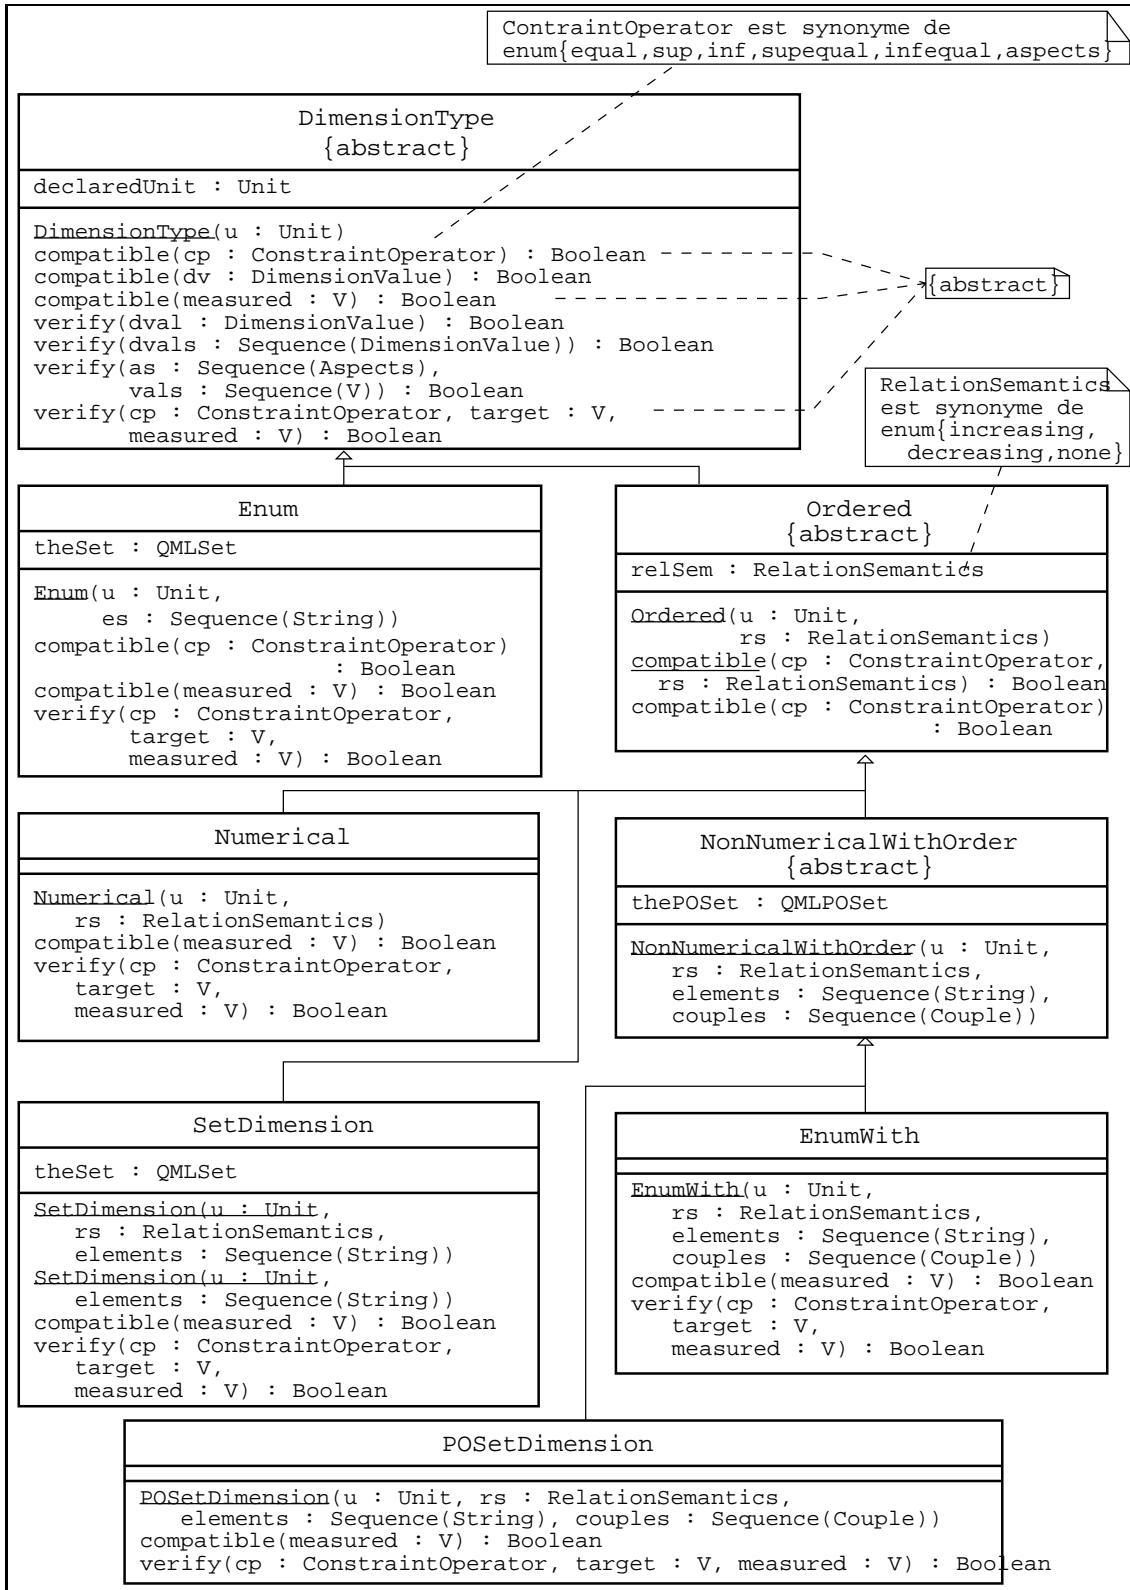 ContraintOperator est synonyme de
enum{equal,sup,inf,supequal,infequal,aspects}
DimensionType
{abstract}
declaredUnit : Unit
DimensionType(u : Unit)
compatible(cp : ConstraintOperator) : Boolean
compatible(dv : DimensionValue) : Boolean
compatible(measured : V) : Boolean
verify(dval : DimensionValue) : Boolean
verify(dvals : Sequence(DimensionValue)) : Boolean
verify(as : Sequence(Aspects),
vals : Sequence(V)) : Boolean
verify(cp : ConstraintOperator, target : V,
measured : V) : Boolean
{abstract}
RelationSemantics
est synonyme de
enum{increasing,
decreasing,none}
Enum
theSet : QMLSet
Enum(u : Unit,
es : Sequence(String))
compatible(cp : ConstraintOperator)
: Boolean
compatible(measured : V) : Boolean
verify(cp : ConstraintOperator,
target : V,
measured : V) : Boolean
Ordered
{abstract}
relSem : RelationSemantics
Ordered(u : Unit,
rs : RelationSemantics)
compatible(cp : ConstraintOperator,
rs : RelationSemantics) : Boolean
compatible(cp : ConstraintOperator)
: Boolean
Numerical
Numerical(u : Unit,
rs : RelationSemantics)
compatible(measured : V) : Boolean
verify(cp : ConstraintOperator,
target : V,
measured : V) : Boolean
NonNumericalWithOrder
{abstract}
thePOSet : QMLPOSet
NonNumericalWithOrder(u : Unit,
rs : RelationSemantics,
elements : Sequence(String),
couples : Sequence(Couple))
SetDimension
theSet : QMLSet
SetDimension(u : Unit,
rs : RelationSemantics,
elements : Sequence(String))
SetDimension(u : Unit,
elements : Sequence(String))
compatible(measured : V) : Boolean
verify(cp : ConstraintOperator,
target : V,
measured : V) : Boolean
EnumWith
EnumWith(u : Unit,
rs : RelationSemantics,
elements : Sequence(String),
couples : Sequence(Couple))
compatible(measured : V) : Boolean
verify(cp : ConstraintOperator,
target : V,
measured : V) : Boolean
POSetDimension
POSetDimension(u : Unit, rs : RelationSemantics,
elements : Sequence(String), couples : Sequence(Couple))
compatible(measured : V) : Boolean
verify(cp : ConstraintOperator, target : V, measured : V) : Boolean